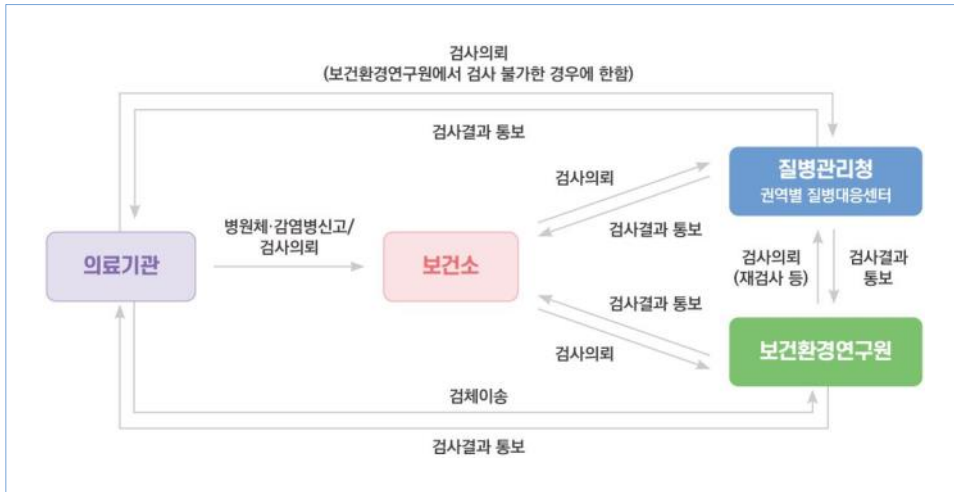 검사의뢰
(보건환경연구원에서 검사 불가한 경우에 한함)
검사결과 통보
질병관리청
권역별 질병대응센터
검사의뢰
검사결과 통보
병원체·감염병신고/
검사의뢰
의료기관
보건소
검사의뢰
(재검사 등)
검사결과
통보
검사결과 통보
검사의뢰
보건환경연구원
검체이송
검사결과 통보